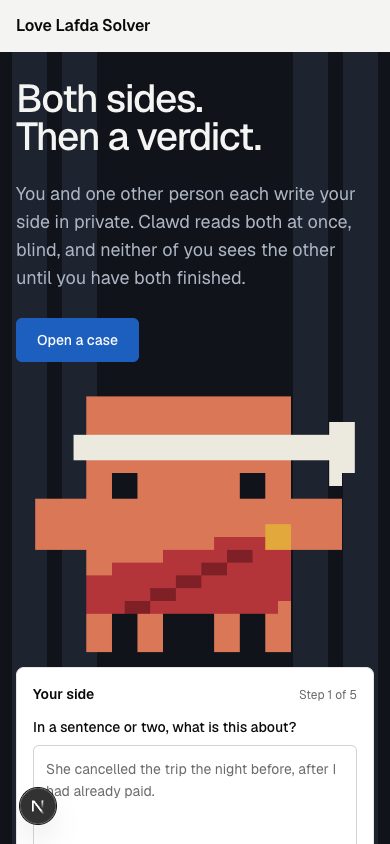 Love Lafda Solver
Both sides.
Then a verdict.
You and one other person each write your
side in private. Clawd reads both at once,
blind, and neither of you sees the other
until you have both finished.
Open a case
Your side
Step 1 of 5
In a sentence or two, what is this about?
She cancelled the trip the night before, after I
had already paid.
N